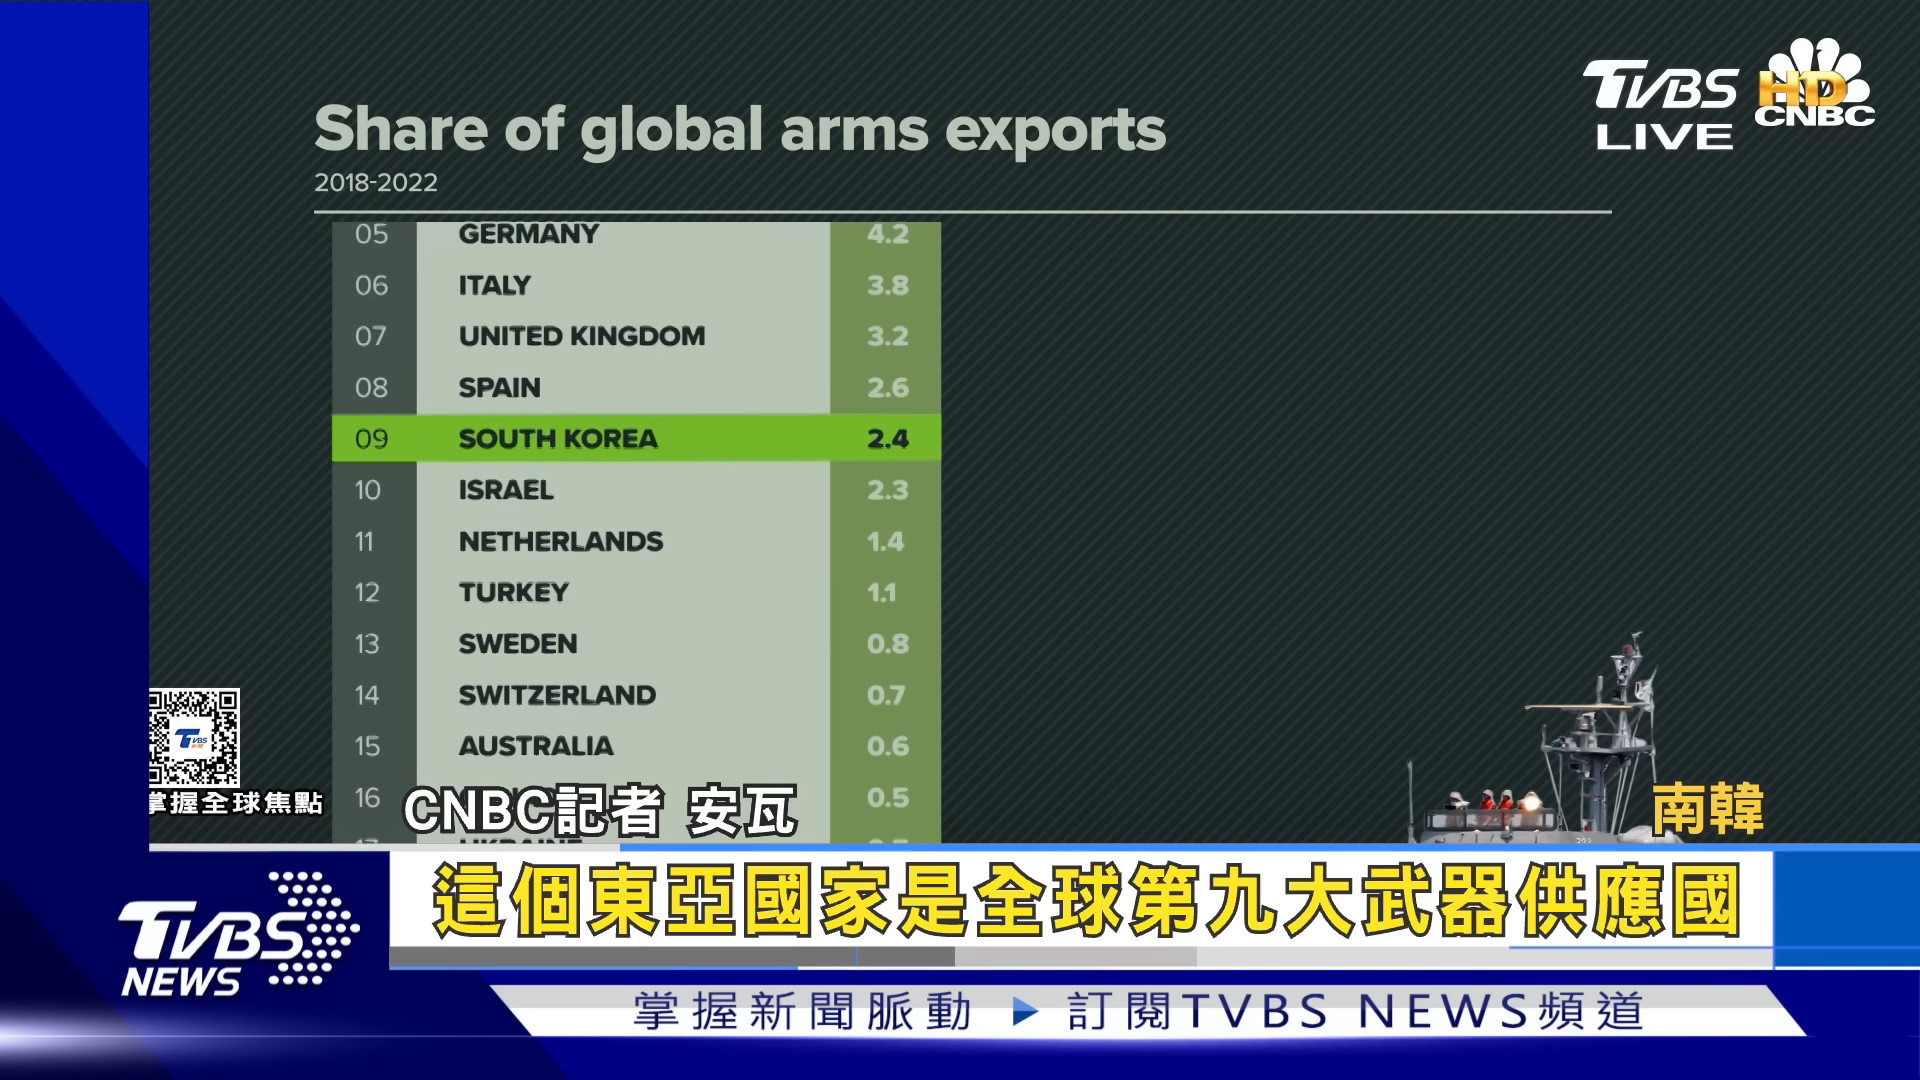 TVBS
LIVE
HD
CNBC
Share of global arms exports
2018-2022
05 GERMANY 4.2
06 ITALY 3.8
07 UNITED KINGDOM 3.2
08 SPAIN 2.6
09 SOUTH KOREA 2.4
10 ISRAEL 2.3
11 NETHERLANDS 1.4
12 TURKEY 1.1
13 SWEDEN 0.8
14 SWITZERLAND 0.7
15 AUSTRALIA 0.6
16 0.5
TVBS
掌握全球焦點
CNBC記者 安瓦
南韓
這個東亞國家是全球第九大武器供應國
TVBS
NEWS
掌握新聞脈動 ▶ 訂閱TVBS NEWS頻道